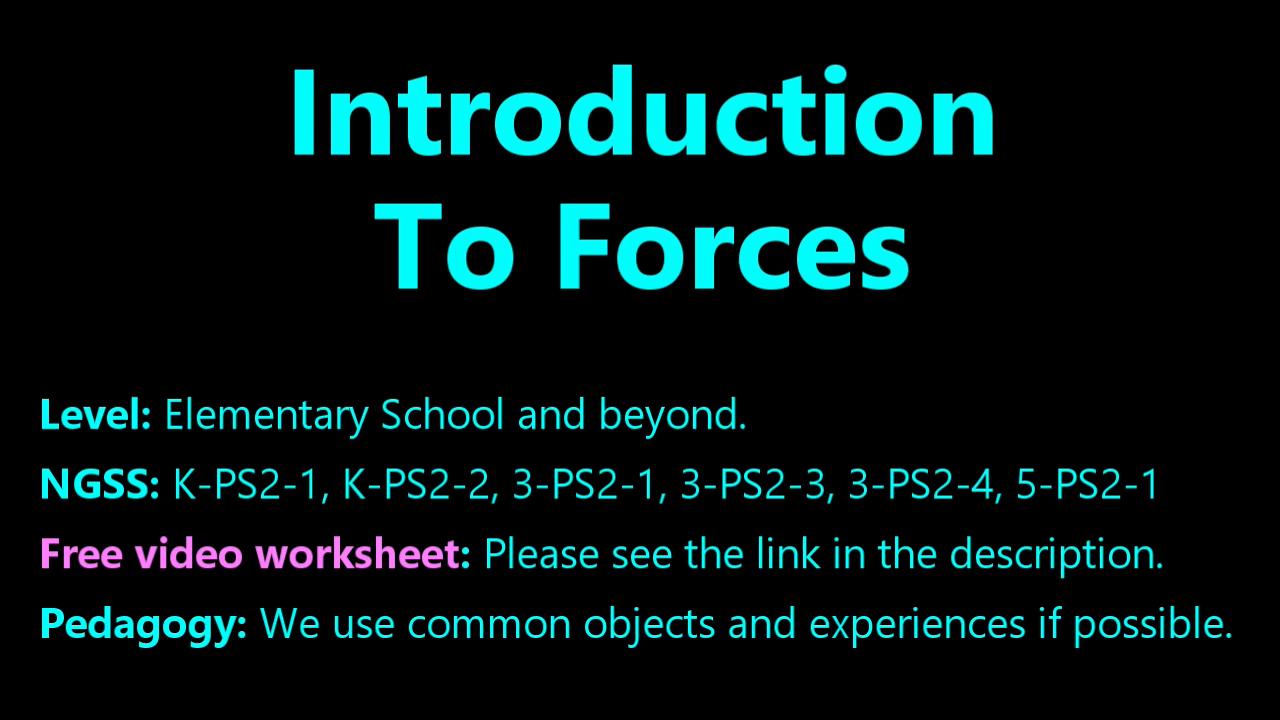 Introduction
To Forces
Level: Elementary School and beyond.
NGSS: K-PS2-1, K-PS2-2, 3-PS2-1, 3-PS2-3, 3-PS2-4, 5-PS2-1
Free video worksheet: Please see the link in the description.
Pedagogy: We use common objects and experiences if possible.